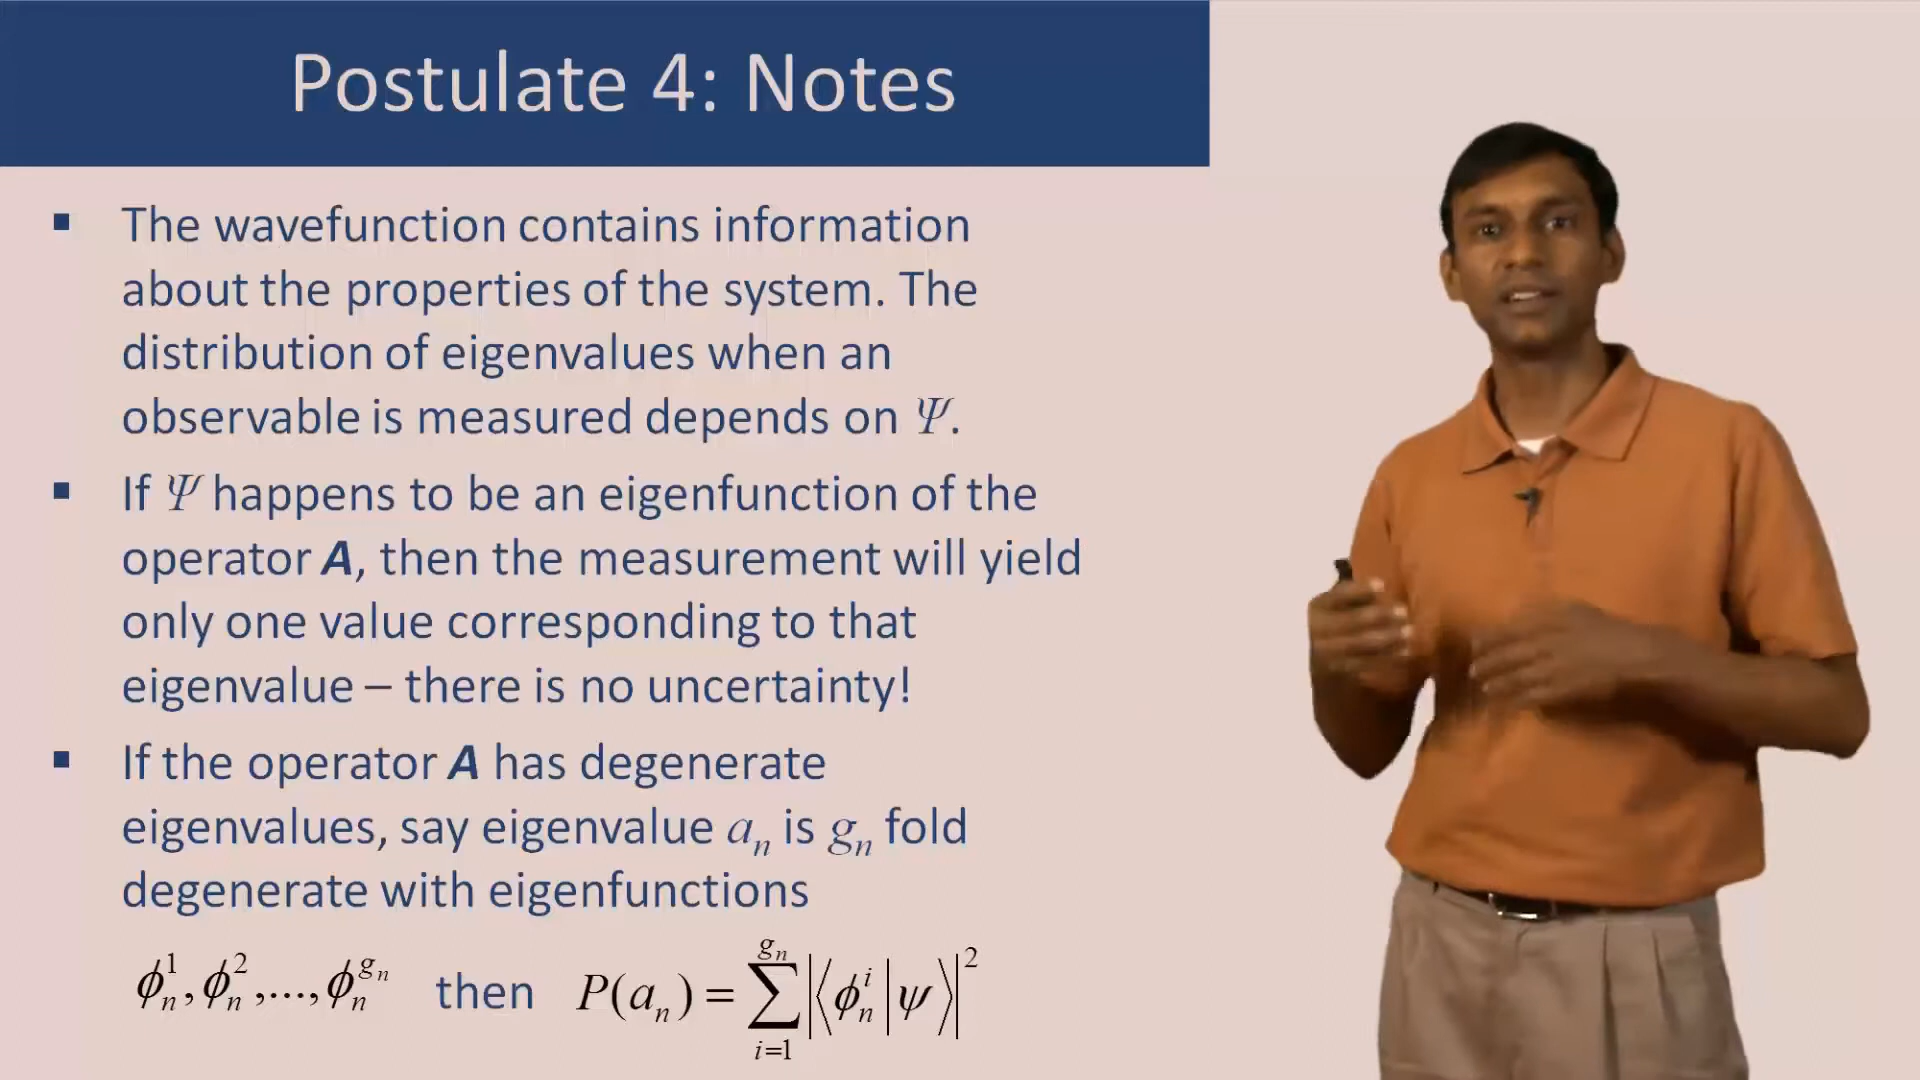 Postulate 4: Notes
▪ The wavefunction contains information
about the properties of the system. The
distribution of eigenvalues when an
observable is measured depends on Ψ.
▪ If Ψ happens to be an eigenfunction of the
operator A, then the measurement will yield
only one value corresponding to that
eigenvalue – there is no uncertainty!
▪ If the operator A has degenerate
eigenvalues, say eigenvalue aₙ is gₙ fold
degenerate with eigenfunctions
ϕₙ¹, ϕₙ², ..., ϕₙ^{gₙ} then P(aₙ) = ∑_{i=1}^{gₙ} |⟨ϕₙⁱ|ψ⟩|²